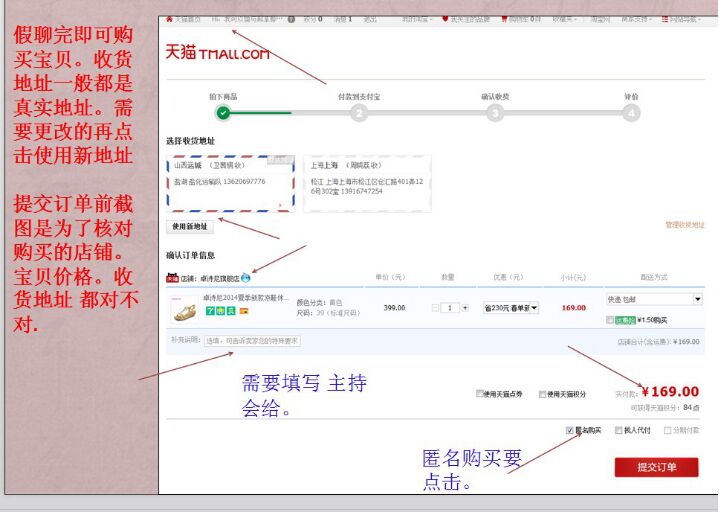 假聊完即可购
买宝贝。收货
地址一般都是
真实地址。需
要更改的再点
击使用新地址
提交订单前截
图是为了核对
购买的店铺。
宝贝价格。收
货地址 都对不
对.
天猫首页
积分 0 消息 1 退出 我的淘宝 我关注的品牌 购物车 0件 收藏夹 淘宝网 商家支持 网站导航
天猫 TMALL.COM
拍下商品 付款到支付宝 确认收货 评价
2 3 4
选择收货地址
山西运城 上海上海
盐湖 盐化运输队 13620697776 松江 上海上海市松江区仓汇路401弄12
6号302室 13916747254
使用新地址 管理收货地址
确认订单信息
店铺：卓诗尼旗舰店 单价（元） 数量 优惠（元） 小计(元) 配送方式
卓诗尼2014夏季新款凉鞋休... 颜色分类：黄色 399.00 - 1 + 省230元:春单新 169.00 快递 包邮
尺码：39（标准尺码） 运费险 ¥1.50购买
补充说明： 选填，可告诉卖家您的特殊要求 店铺合计(含运费)：¥169.00
需要填写 主持
会给。
使用天猫点券 使用天猫积分 实付款：¥169.00
可获得天猫积分：84点
匿名购买 找人代付 分期付款
匿名购买要
点击。
提交订单